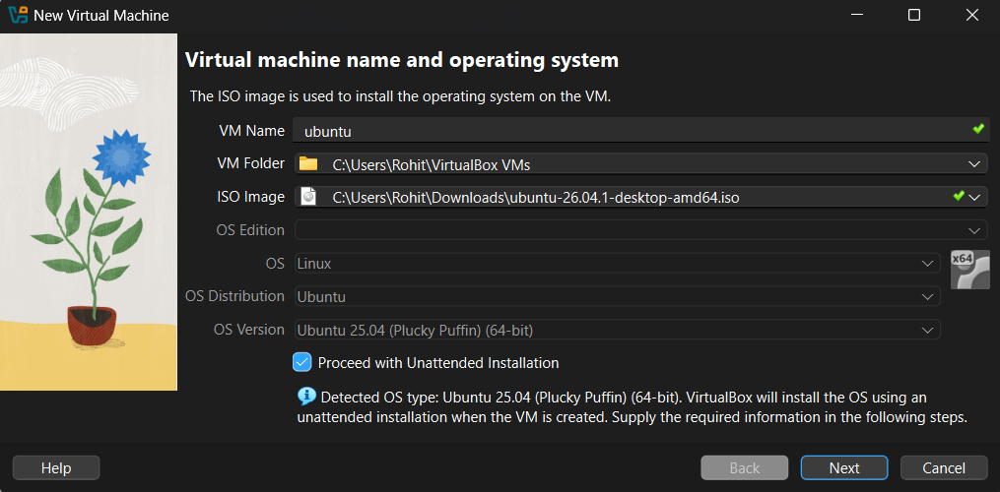 New Virtual Machine
Virtual machine name and operating system
The ISO image is used to install the operating system on the VM.
VM Name ubuntu
VM Folder C:\Users\Rohit\VirtualBox VMs
ISO Image C:\Users\Rohit\Downloads\ubuntu-26.04.1-desktop-amd64.iso
OS Edition
OS Linux x64
OS Distribution Ubuntu
OS Version Ubuntu 25.04 (Plucky Puffin) (64-bit)
Proceed with Unattended Installation
Detected OS type: Ubuntu 25.04 (Plucky Puffin) (64-bit). VirtualBox will install the OS using an
unattended installation when the VM is created. Supply the required information in the following steps.
Help Back Next Cancel